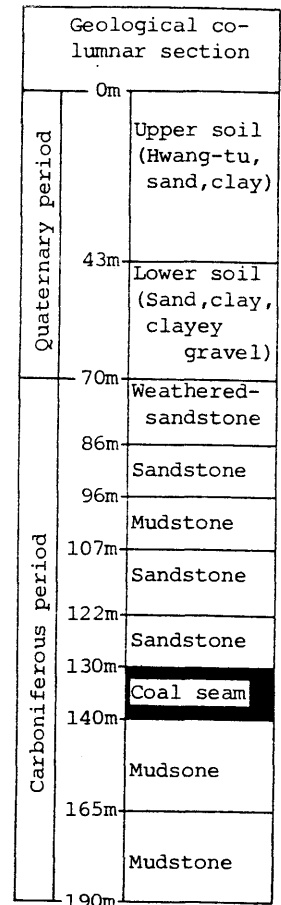 Geological co-
lumnar section
0m
Quaternary period
Upper soil
(Hwang-tu,
sand,clay)
43m
Lower soil
(Sand,clay,
clayey
gravel)
70m
Carboniferous period
Weathered-
sandstone
86m
Sandstone
96m
Mudstone
107m
Sandstone
122m
Sandstone
130m
Coal seam
140m
Mudsone
165m
Mudstone
190m